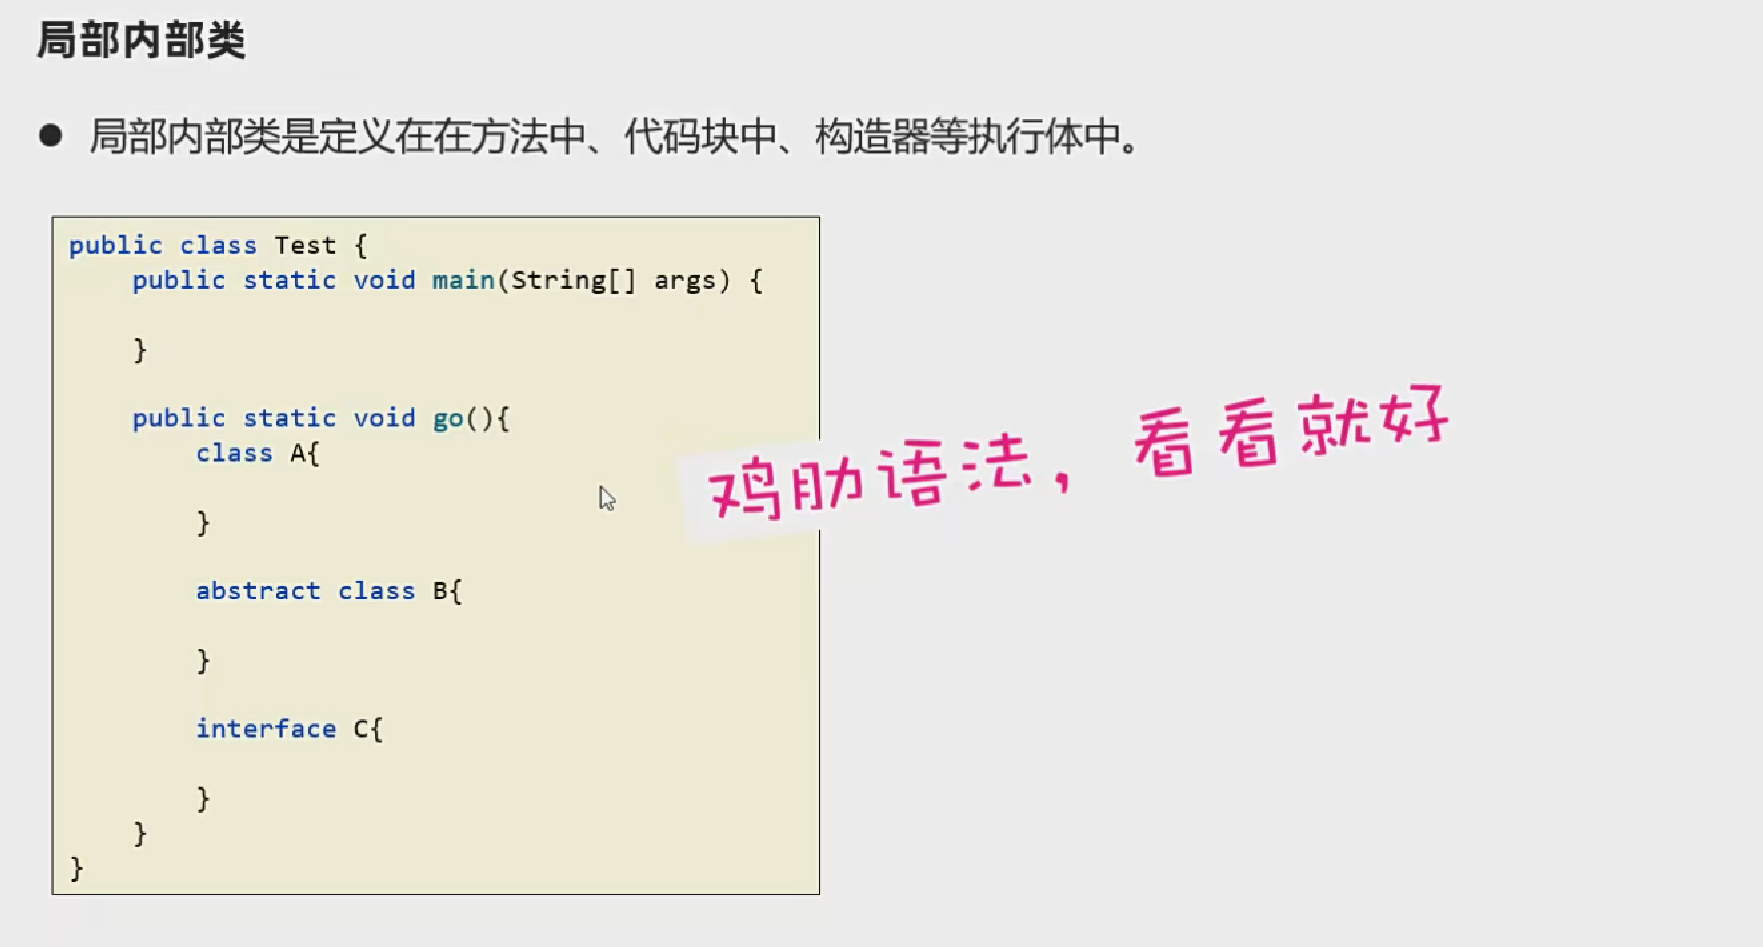 局部内部类
● 局部内部类是定义在在方法中、代码块中、构造器等执行体中。
public class Test {
    public static void main(String[] args) {

    }

    public static void go(){
        class A{

        }

        abstract class B{

        }

        interface C{

        }
    }
}
鸡肋语法，看看就好